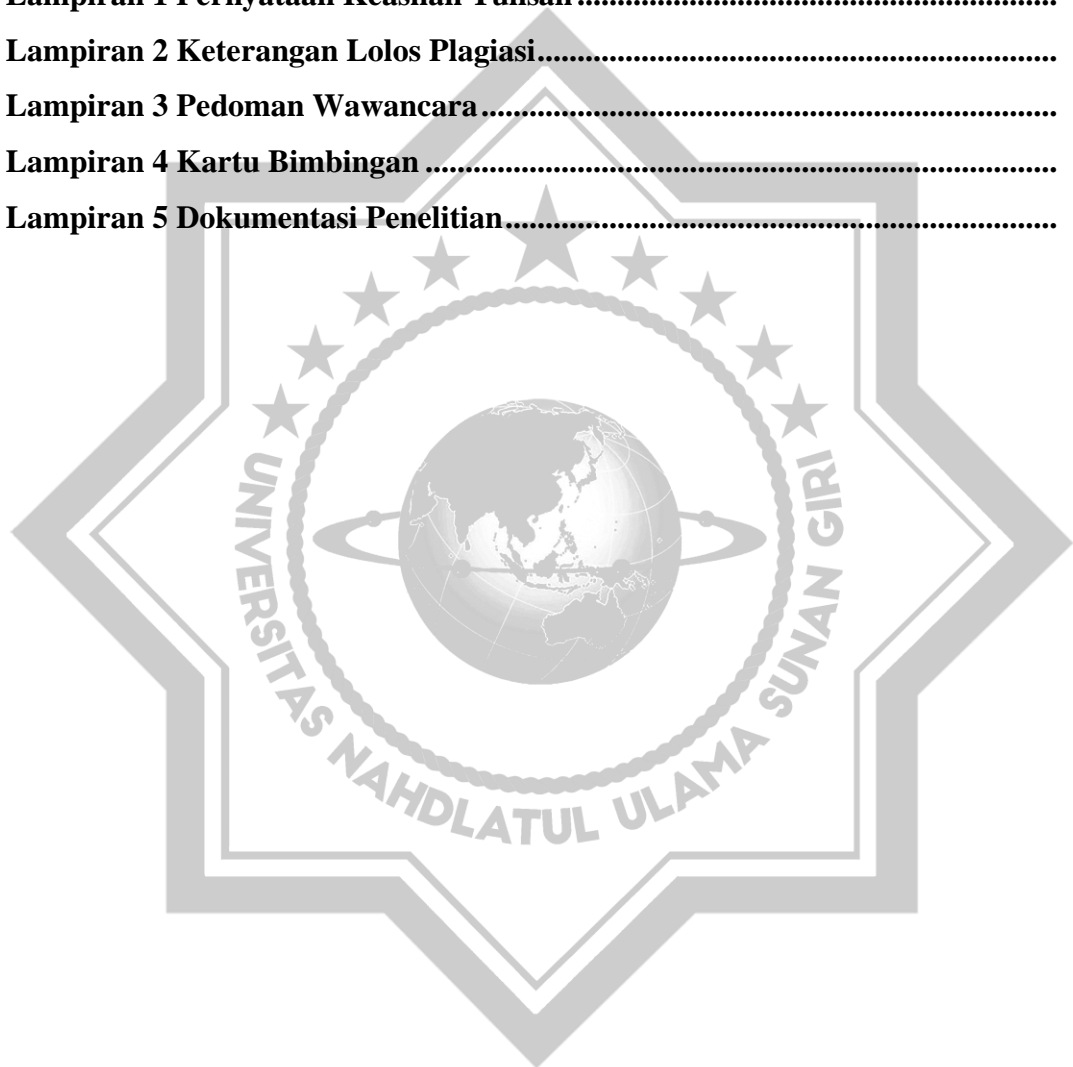 Lampiran 1 Pernyataan Keaslian Tulisan
Lampiran 2 Keterangan Lolos Plagiasi
Lampiran 3 Pedoman Wawancara
Lampiran 4 Kartu Bimbingan
Lampiran 5 Dokumentasi Penelitian
UNIVERSITAS NAHDLATUL ULAMA SUNAN GIRI